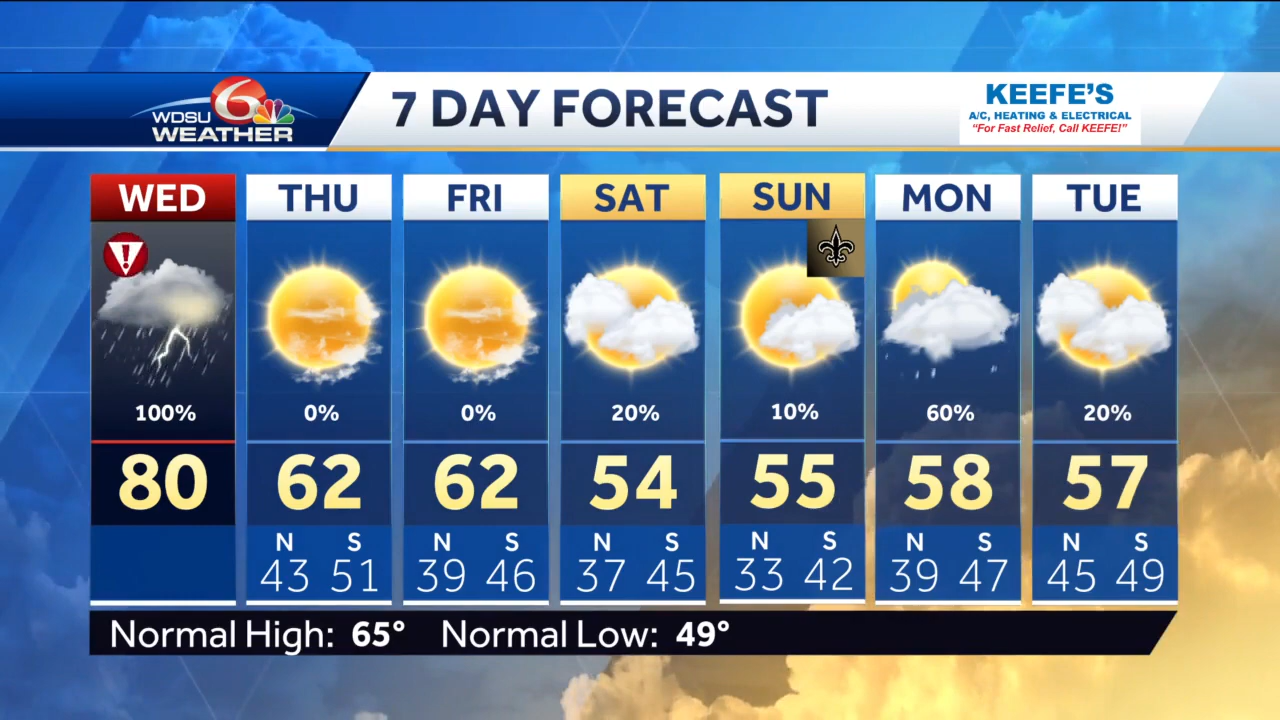 WDSU 6
WEATHER
7 DAY FORECAST
KEEFE'S
A/C, HEATING & ELECTRICAL
"For Fast Relief, Call KEEFE!"
WED THU FRI SAT SUN MON TUE
!
100% 0% 0% 20% 10% 60% 20%
80 62 62 54 55 58 57
N S N S N S N S N S N S
43 51 39 46 37 45 33 42 39 47 45 49
Normal High: 65° Normal Low: 49°